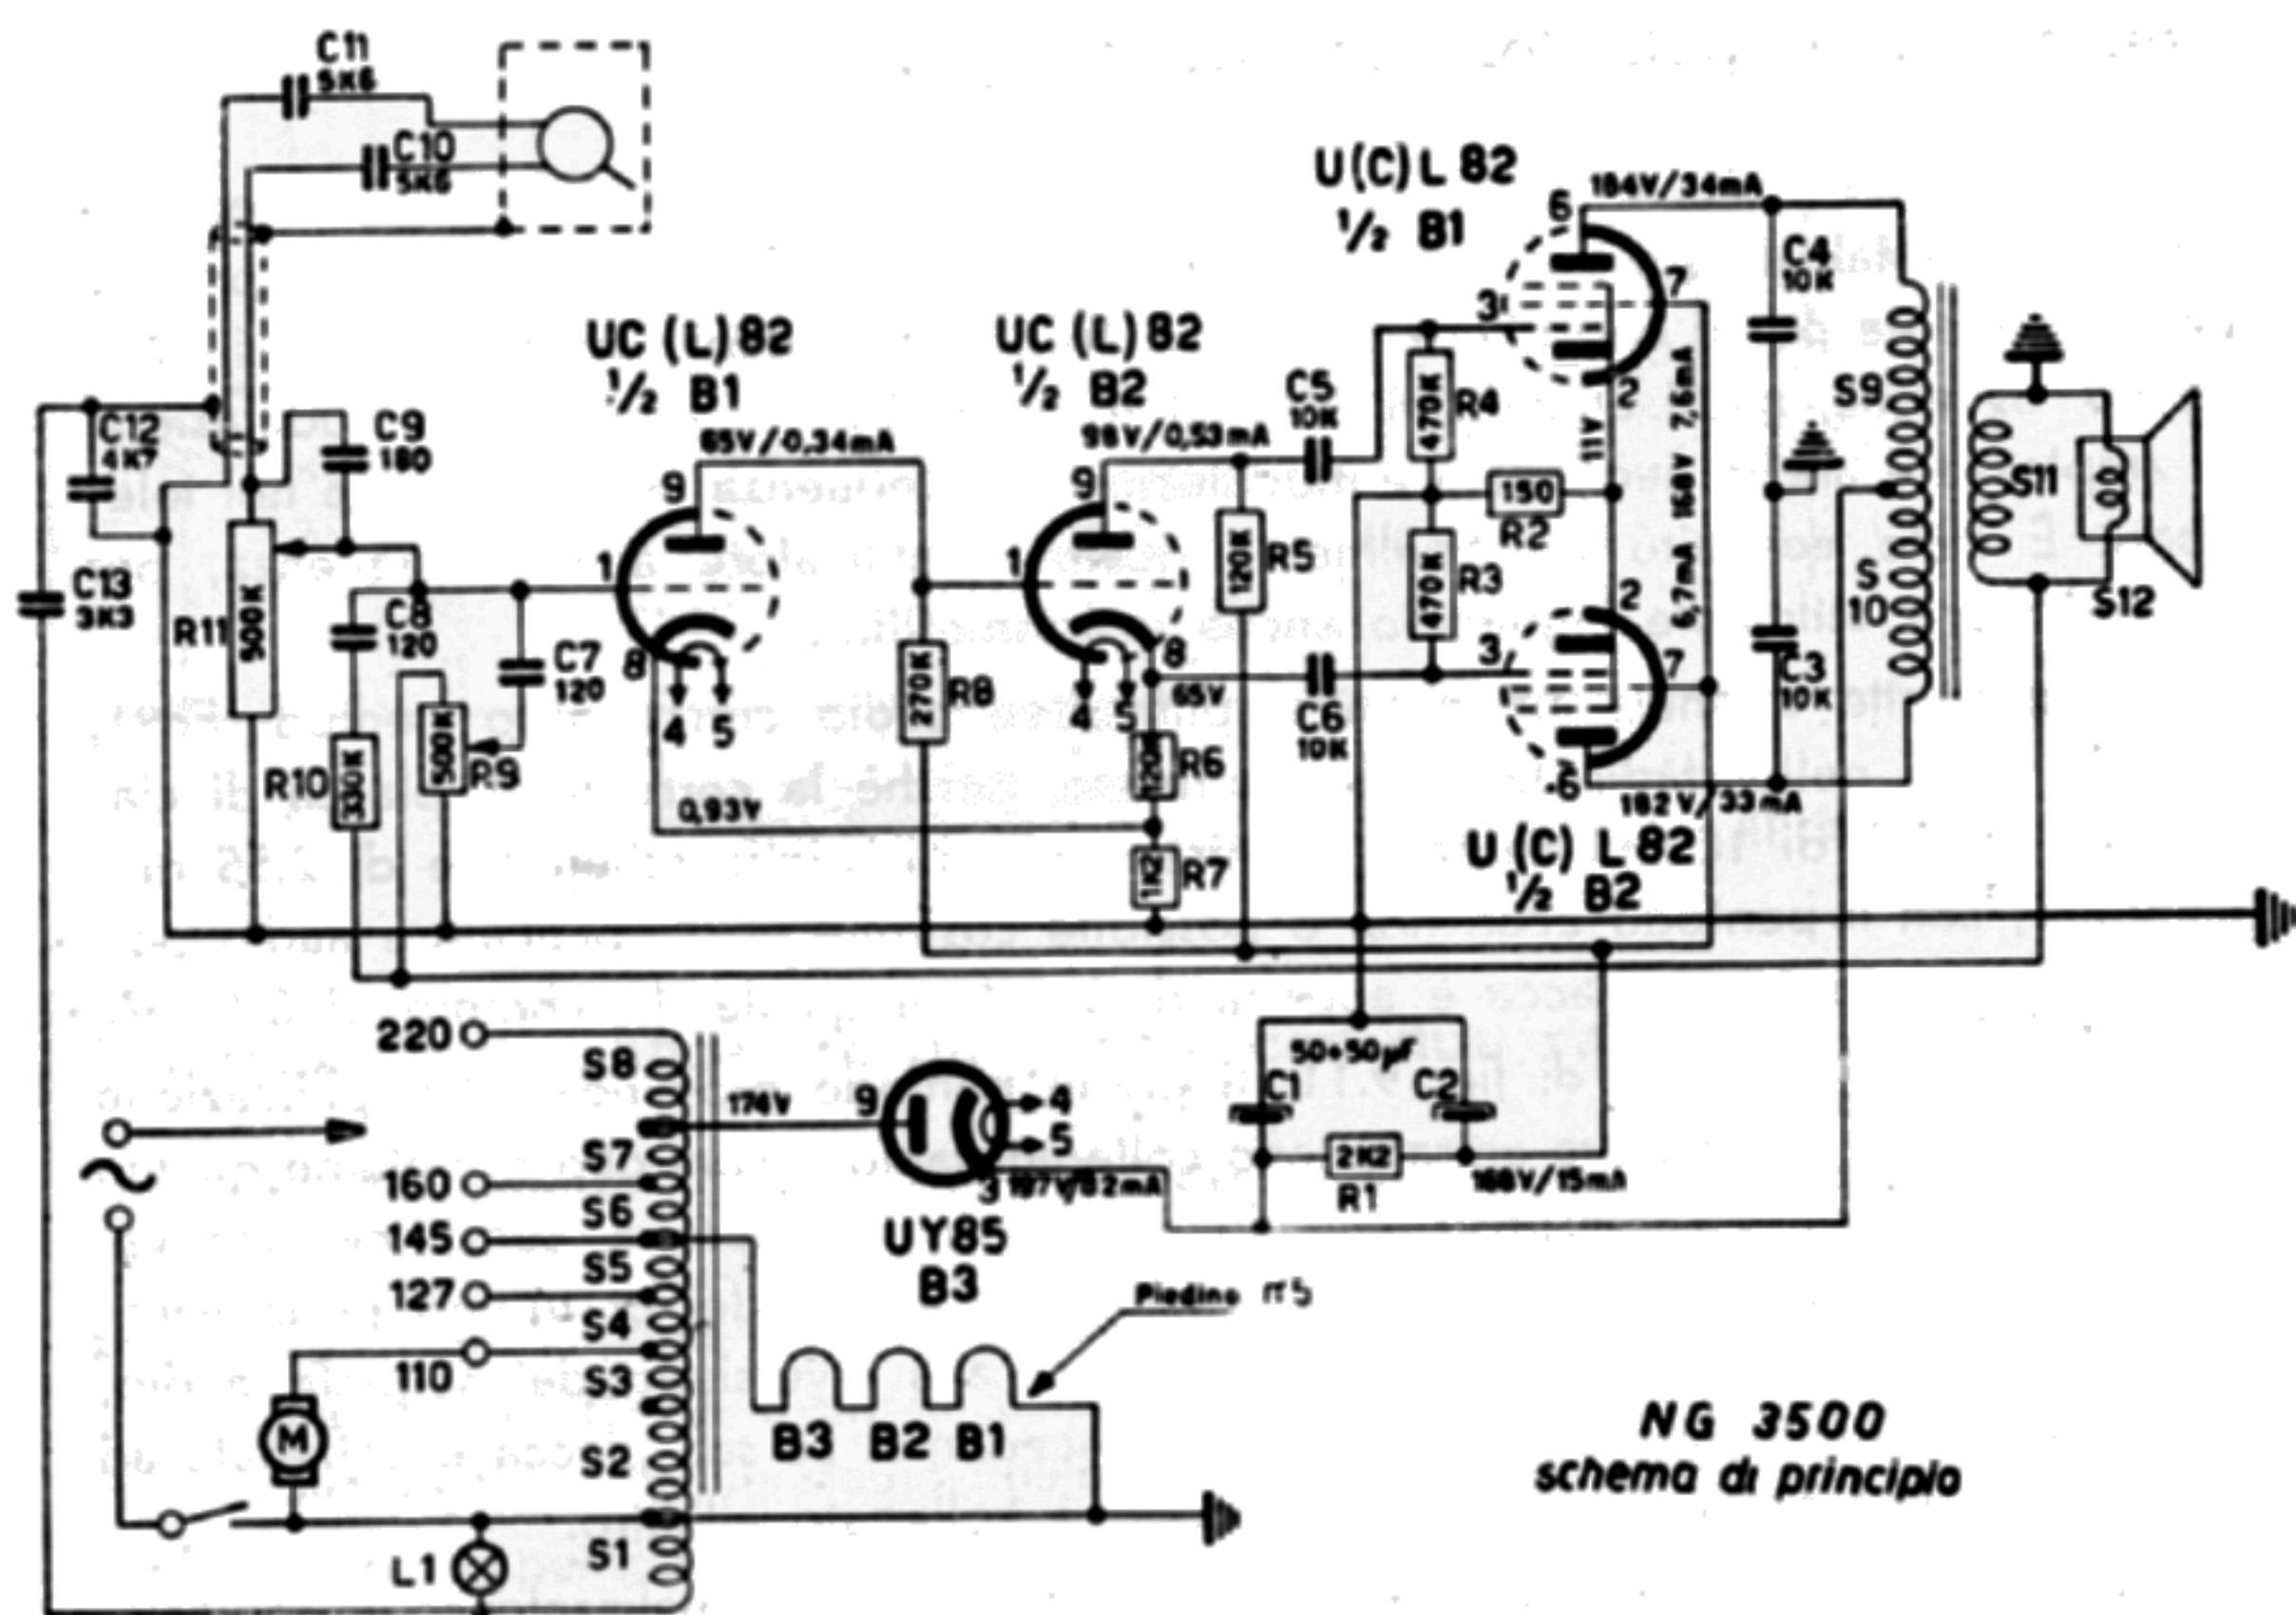 C11
5K6
C10
5K6
U(C)L 82
½ B1
184V/34mA
6
3
7
2
C4
10K
UC (L) 82
½ B1
UC (L) 82
½ B2
C5
10K
470K
R4
11V
6,7mA 168V 7,6mA
S9
C12
4K7
C9
180
65V/0,34mA
9
1
98V/0,53mA
9
1
120K
R5
150
R2
S11
C13
3K3
R11
500K
C8
120
C7
120
8
4 5
270K
R8
8
4 5
65V
C6
10K
470K
R3
2
3
7
C3
10K
S
10
S12
R10
330K
500K
R9
0,93V
120K
R6
1K2
R7
6
182V/33mA
U (C) L 82
½ B2
220
S8
174V
9
4
5
3
UY85
B3
50+50µF
C1
C2
2K2
R1
168V/15mA
~
160
S7
145
S6
127
S5
110
S4
S3
S2
S1
M
L1
Piedino n°5
B3 B2 B1
NG 3500
schema di principio